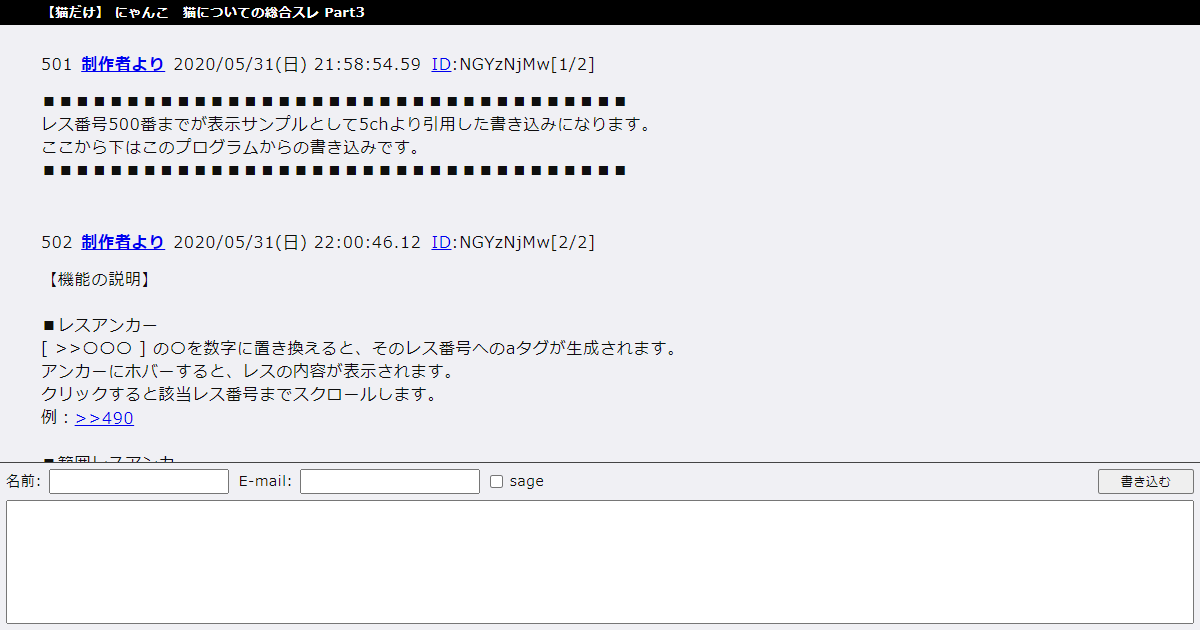 【猫だけ】 にゃんこ　猫についての総合スレ Part3
501 制作者より 2020/05/31(日) 21:58:54.59 ID:NGYzNjMw[1/2]
■■■■■■■■■■■■■■■■■■■■■■■■■■■■■■■■■■■
レス番号500番までが表示サンプルとして5chより引用した書き込みになります。
ここから下はこのプログラムからの書き込みです。
■■■■■■■■■■■■■■■■■■■■■■■■■■■■■■■■■■■
502 制作者より 2020/05/31(日) 22:00:46.12 ID:NGYzNjMw[2/2]
【機能の説明】
■レスアンカー
[ >>〇〇〇 ] の〇を数字に置き換えると、そのレス番号へのaタグが生成されます。
アンカーにホバーすると、レスの内容が表示されます。
クリックすると該当レス番号までスクロールします。
例：>>490
■範囲レスアンカ
名前: E-mail: sage 書き込む